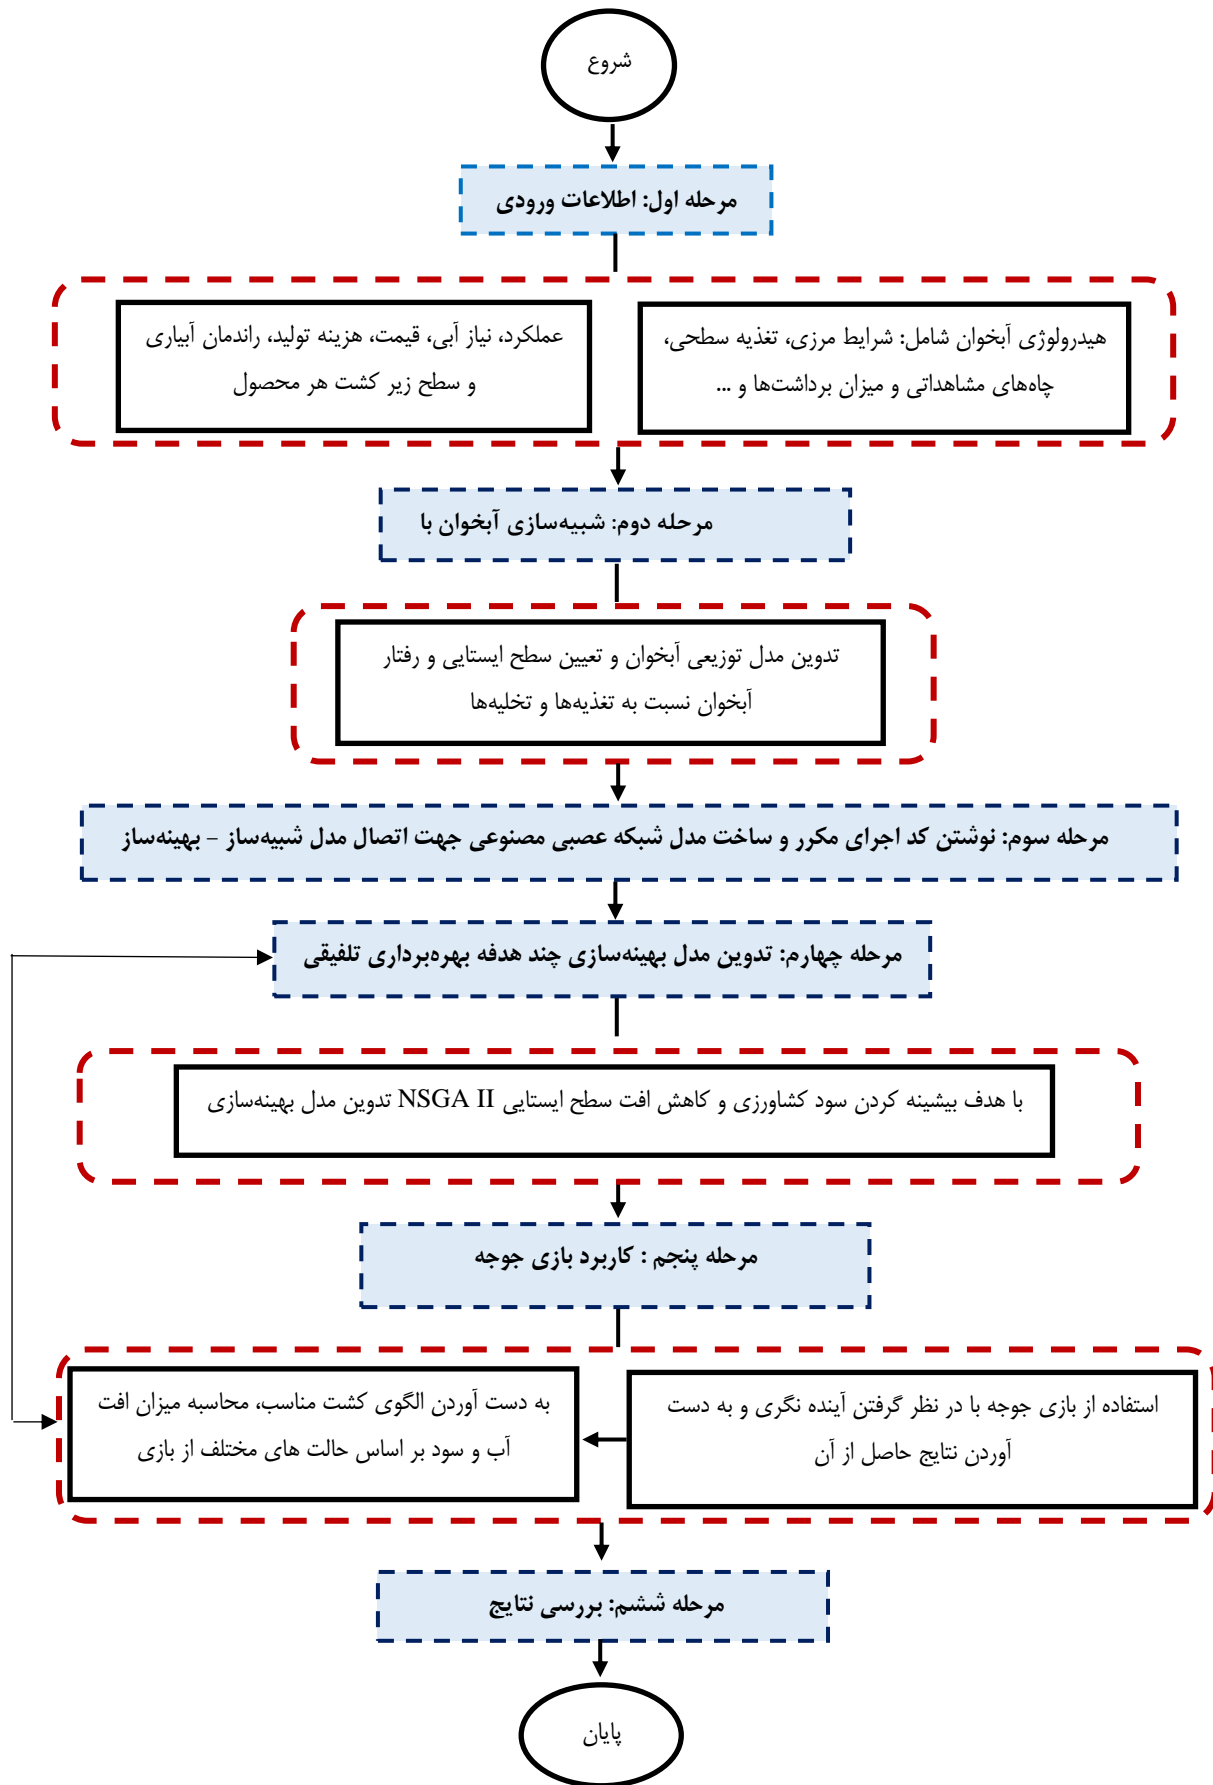 شروع
مرحله اول: اطلاعات ورودی
هیدرولوژی آبخوان شامل: شرایط مرزی، تغذیه سطحی،
چاه‌های مشاهداتی و میزان برداشت‌ها و ...
عملکرد، نیاز آبی، قیمت، هزینه تولید، راندمان آبیاری
و سطح زیر کشت هر محصول
مرحله دوم: شبیه‌سازی آبخوان با
تدوین مدل توزیعی آبخوان و تعیین سطح ایستایی و رفتار
آبخوان نسبت به تغذیه‌ها و تخلیه‌ها
مرحله سوم: نوشتن کد اجرای مکرر و ساخت مدل شبکه عصبی مصنوعی جهت اتصال مدل شبیه‌ساز – بهینه‌ساز
مرحله چهارم: تدوین مدل بهینه‌سازی چند هدفه بهره‌برداری تلفیقی
با هدف بیشینه کردن سود کشاورزی و کاهش افت سطح ایستایی NSGA II تدوین مدل بهینه‌سازی
مرحله پنجم : کاربرد بازی جوجه
استفاده از بازی جوجه با در نظر گرفتن آینده نگری و به دست
آوردن نتایج حاصل از آن
به دست آوردن الگوی کشت مناسب، محاسبه میزان افت
آب و سود بر اساس حالت های مختلف از بازی
مرحله ششم: بررسی نتایج
پایان